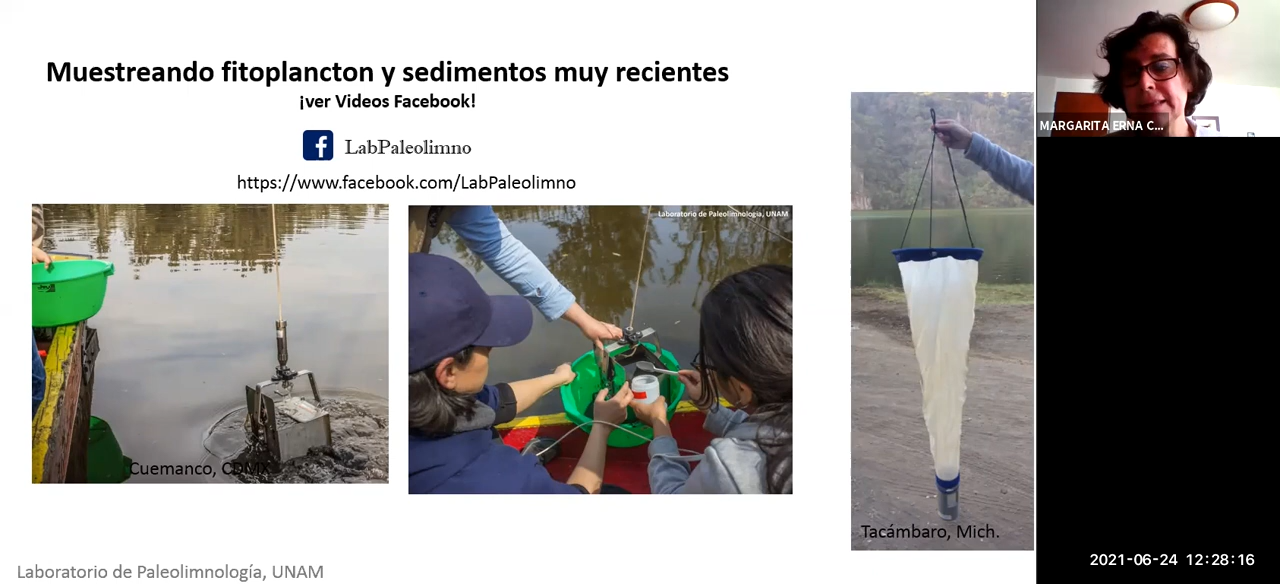 Muestreando fitoplancton y sedimentos muy recientes
¡ver Videos Facebook!
LabPaleolimno
https://www.facebook.com/LabPaleolimno
Laboratorio de Paleolimnología, UNAM
Cuemanco, CDMX
Tacámbaro, Mich.
Laboratorio de Paleolimnología, UNAM
MARGARITA ERNA C...
2021-06-24 12:28:16